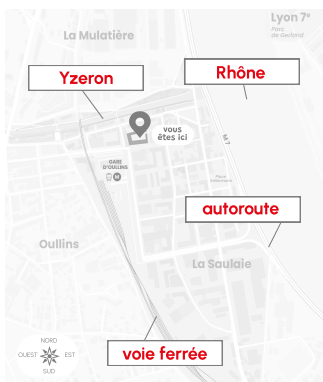 Lyon 7e
Parc
de Gerland
La Mulatière
Yzeron
Rhône
vous
êtes ici
M7
GARE
D'OULLINS
M
autoroute
Oullins
La Saulaie
voie ferrée
NORD
OUEST
EST
SUD